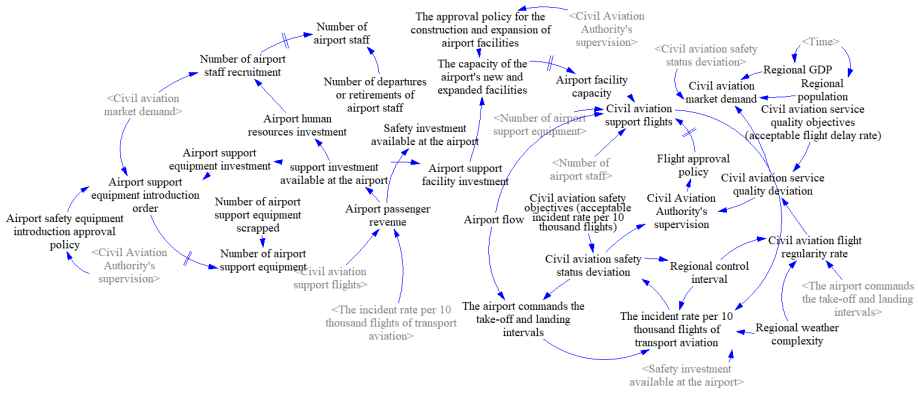 The approval policy for the
construction and expansion of
airport facilities
<Civil Aviation
Authority's
supervision>
Number of
airport staff
<Time>
Number of airport
staff recruitment
The capacity of the
airport's new and
expanded facilities
<Civil aviation safety
status deviation>
Regional GDP
Number of departures
or retirements of
airport staff
Airport facility
capacity
Civil aviation
market demand
Regional
population
<Civil aviation
market demand>
Airport human
resources investment
Safety investment
available at the airport
<Number of airport
support equipment>
Civil aviation
support flights
Civil aviation service
quality objectives
(acceptable flight delay rate)
Airport support
equipment investment
support investment
available at the airport
Airport support
facility investment
<Number of
airport staff>
Flight approval
policy
Airport support
equipment introduction
order
Civil aviation service
quality deviation
Airport safety equipment
introduction approval
policy
Number of airport
support equipment
scrapped
Airport passenger
revenue
Airport flow
Civil aviation safety
objectives (acceptable
incident rate per 10
thousand flights)
Civil Aviation
Authority's
supervision
<Civil Aviation
Authority's
supervision>
Number of airport
support equipment
<Civil aviation
support flights>
Civil aviation safety
status deviation
Regional control
interval
Civil aviation flight
regularity rate
<The incident rate per 10
thousand flights of transport
aviation>
The airport commands the
take-off and landing
intervals
The incident rate per 10
thousand flights of
transport aviation
Regional weather
complexity
<The airport commands
the take-off and landing
intervals>
<Safety investment
available at the airport>